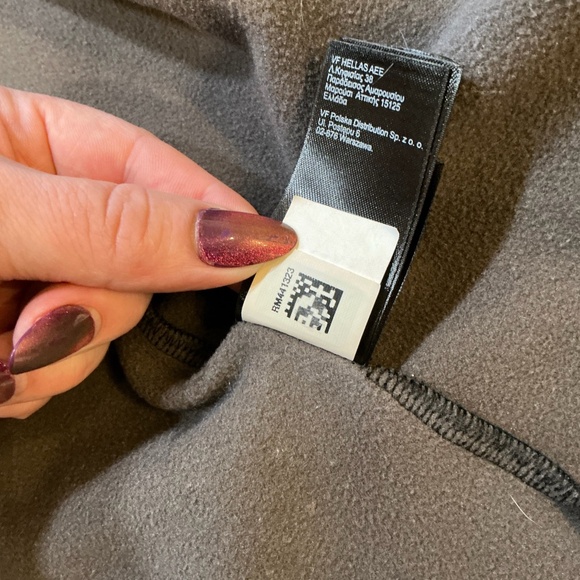 VF HELLAS AEE
Λ.Κηφισίας 38
Παράδεισος Αμαρουσίου
Μαρούσι Αττικής 15125
Ελλάδα
VF Polska Distribution Sp. z o. o.
Ul. Postepu 6
02-676 Warszawa.
RM441323